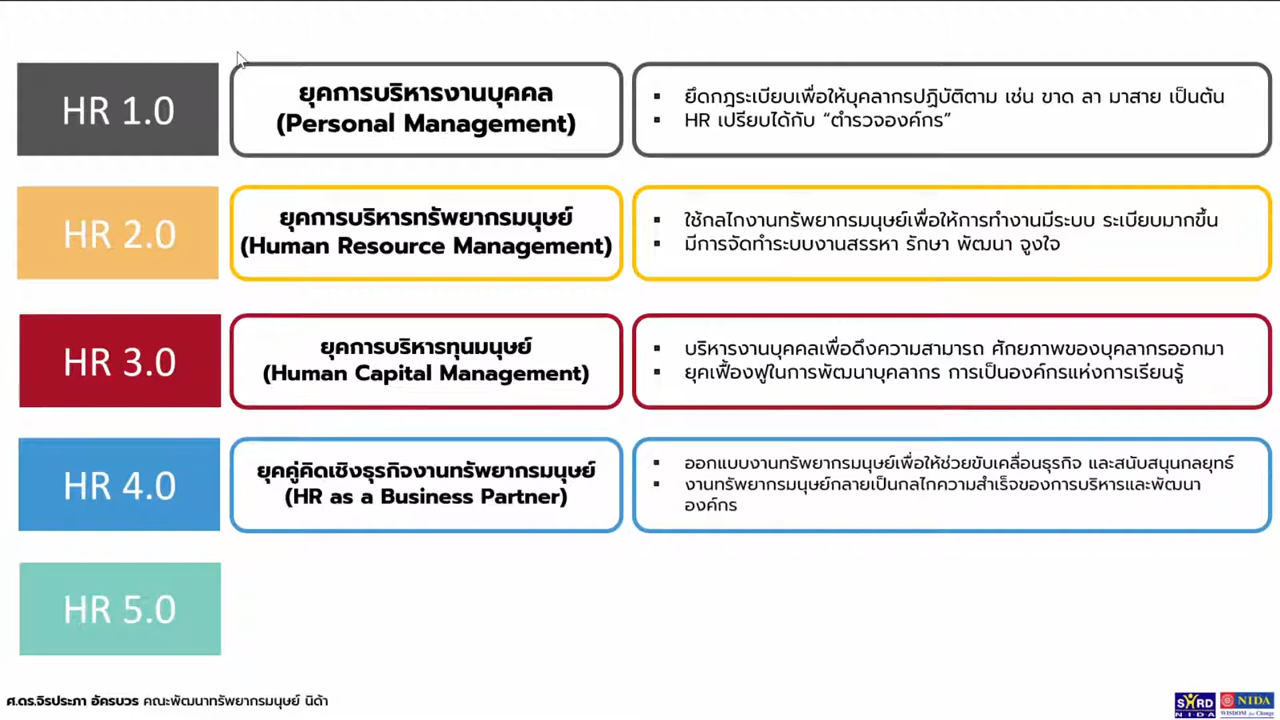 HR 1.0
ยุคการบริหารงานบุคคล
(Personal Management)
▪ ยึดกฎระเบียบเพื่อให้บุคลากรปฏิบัติตาม เช่น ขาด ลา มาสาย เป็นต้น
▪ HR เปรียบได้กับ “ตำรวจองค์กร”
HR 2.0
ยุคการบริหารทรัพยากรมนุษย์
(Human Resource Management)
▪ ใช้กลไกงานทรัพยากรมนุษย์เพื่อให้การทำงานมีระบบ ระเบียบมากขึ้น
▪ มีการจัดทำระบบงานสรรหา รักษา พัฒนา จูงใจ
HR 3.0
ยุคการบริหารทุนมนุษย์
(Human Capital Management)
▪ บริหารงานบุคคลเพื่อดึงความสามารถ ศักยภาพของบุคลากรออกมา
▪ ยุคเฟื้องฟูในการพัฒนาบุคลากร การเป็นองค์กรแห่งการเรียนรู้
HR 4.0
ยุคคู่คิดเชิงธุรกิจงานทรัพยากรมนุษย์
(HR as a Business Partner)
▪ ออกแบบงานทรัพยากรมนุษย์เพื่อให้ช่วยขับเคลื่อนธุรกิจ และสนับสนุนกลยุทธ์
▪ งานทรัพยากรมนุษย์กลายเป็นกลไกความสำเร็จของการบริหารและพัฒนา
องค์กร
HR 5.0
ศ.ดร.จิรประภา อัครบวร คณะพัฒนาทรัพยากรมนุษย์ นิด้า
SHRD
NIDA
NIDA
WISDOM for Change